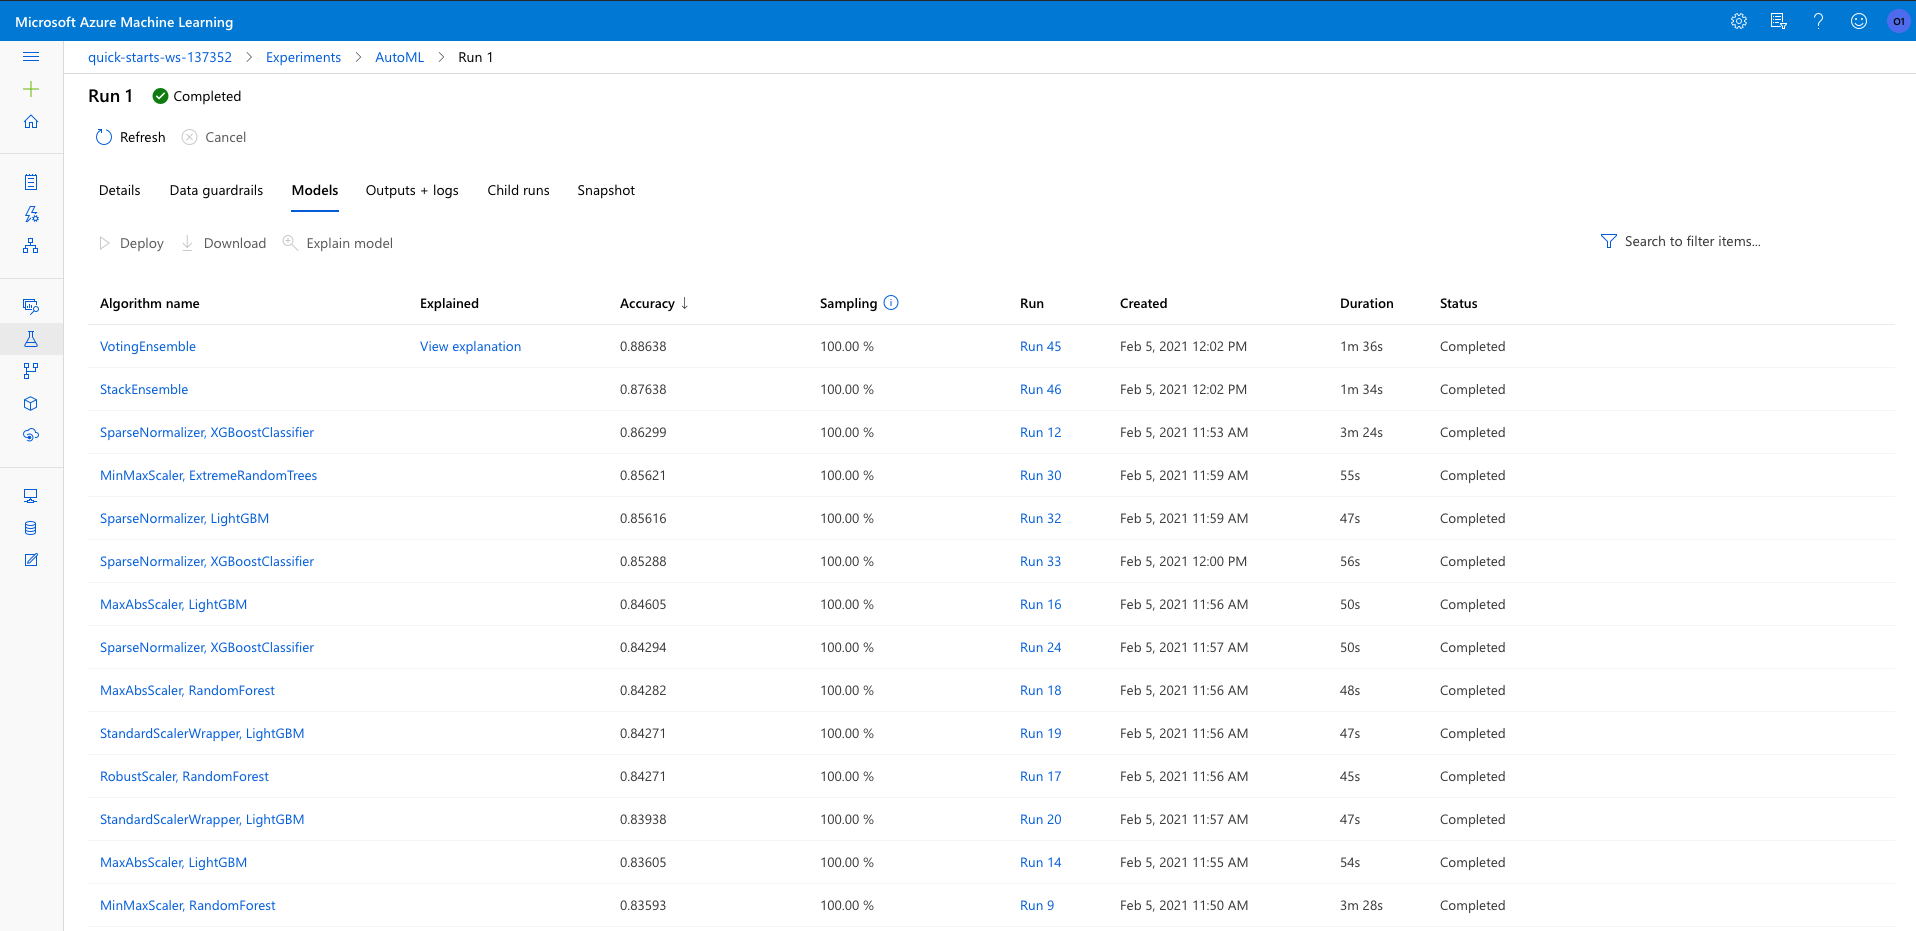 Microsoft Azure Machine Learning
O1
quick-starts-ws-137352 > Experiments > AutoML > Run 1
Run 1 Completed
Refresh Cancel
Details Data guardrails Models Outputs + logs Child runs Snapshot
Deploy Download Explain model Search to filter items...
Algorithm name Explained Accuracy ↓ Sampling Run Created Duration Status
VotingEnsemble View explanation 0.88638 100.00 % Run 45 Feb 5, 2021 12:02 PM 1m 36s Completed
StackEnsemble 0.87638 100.00 % Run 46 Feb 5, 2021 12:02 PM 1m 34s Completed
SparseNormalizer, XGBoostClassifier 0.86299 100.00 % Run 12 Feb 5, 2021 11:53 AM 3m 24s Completed
MinMaxScaler, ExtremeRandomTrees 0.85621 100.00 % Run 30 Feb 5, 2021 11:59 AM 55s Completed
SparseNormalizer, LightGBM 0.85616 100.00 % Run 32 Feb 5, 2021 11:59 AM 47s Completed
SparseNormalizer, XGBoostClassifier 0.85288 100.00 % Run 33 Feb 5, 2021 12:00 PM 56s Completed
MaxAbsScaler, LightGBM 0.84605 100.00 % Run 16 Feb 5, 2021 11:56 AM 50s Completed
SparseNormalizer, XGBoostClassifier 0.84294 100.00 % Run 24 Feb 5, 2021 11:57 AM 50s Completed
MaxAbsScaler, RandomForest 0.84282 100.00 % Run 18 Feb 5, 2021 11:56 AM 48s Completed
StandardScalerWrapper, LightGBM 0.84271 100.00 % Run 19 Feb 5, 2021 11:56 AM 47s Completed
RobustScaler, RandomForest 0.84271 100.00 % Run 17 Feb 5, 2021 11:56 AM 45s Completed
StandardScalerWrapper, LightGBM 0.83938 100.00 % Run 20 Feb 5, 2021 11:57 AM 47s Completed
MaxAbsScaler, LightGBM 0.83605 100.00 % Run 14 Feb 5, 2021 11:55 AM 54s Completed
MinMaxScaler, RandomForest 0.83593 100.00 % Run 9 Feb 5, 2021 11:50 AM 3m 28s Completed